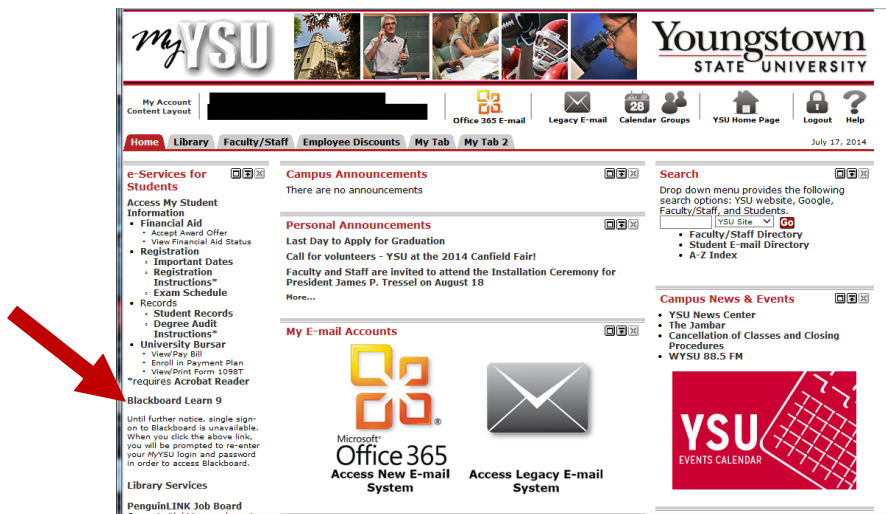 My YSU
Youngstown
STATE UNIVERSITY
My Account
Content Layout
Office 365 E-mail
Legacy E-mail
28
Calendar
Groups
YSU Home Page
Logout
Help
Home
Library
Faculty/Staff
Employee Discounts
My Tab
My Tab 2
July 17, 2014
e-Services for
Students
Access My Student
Information
• Financial Aid
• Accept Award Offer
• View Financial Aid Status
• Registration
◦ Important Dates
◦ Registration
Instructions*
◦ Exam Schedule
• Records
◦ Student Records
◦ Degree Audit
Instructions*
• University Bursar
• View/Pay Bill
• Enroll in Payment Plan
• View/Print Form 1098T
*requires Acrobat Reader
Blackboard Learn 9
Until further notice, single sign-
on to Blackboard is unavailable.
When you click the above link,
you will be prompted to re-enter
your MyYSU login and password
in order to access Blackboard.
Library Services
PenguinLINK Job Board
Campus Announcements
There are no announcements
Personal Announcements
Last Day to Apply for Graduation
Call for volunteers - YSU at the 2014 Canfield Fair!
Faculty and Staff are invited to attend the Installation Ceremony for
President James P. Tressel on August 18
More...
My E-mail Accounts
Microsoft®
Office 365
Access New E-mail
System
Access Legacy E-mail
System
Search
Drop down menu provides the following
search options: YSU website, Google,
Faculty/Staff, and Students.
YSU Site
Go
• Faculty/Staff Directory
• Student E-mail Directory
• A-Z Index
Campus News & Events
• YSU News Center
• The Jambar
• Cancellation of Classes and Closing
Procedures
• WYSU 88.5 FM
YSU
EVENTS CALENDAR